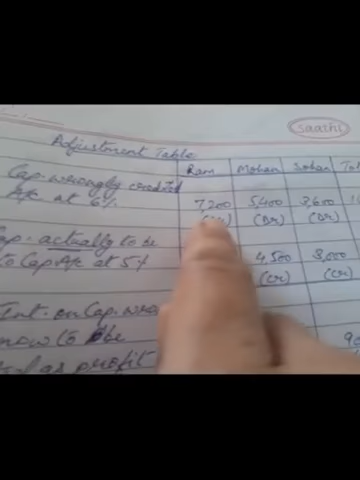 Saathi
Adjustment Table
Ram Mohan Sohan
Cap. wrongly credited
A/c at 6% 7,200 5,400 3,600
(Dr) (Dr)
actually to be
to Cap A/c at 5% 4,500 3,000
(Cr) (Cr)
Int. on Cap.
now to be
as profit